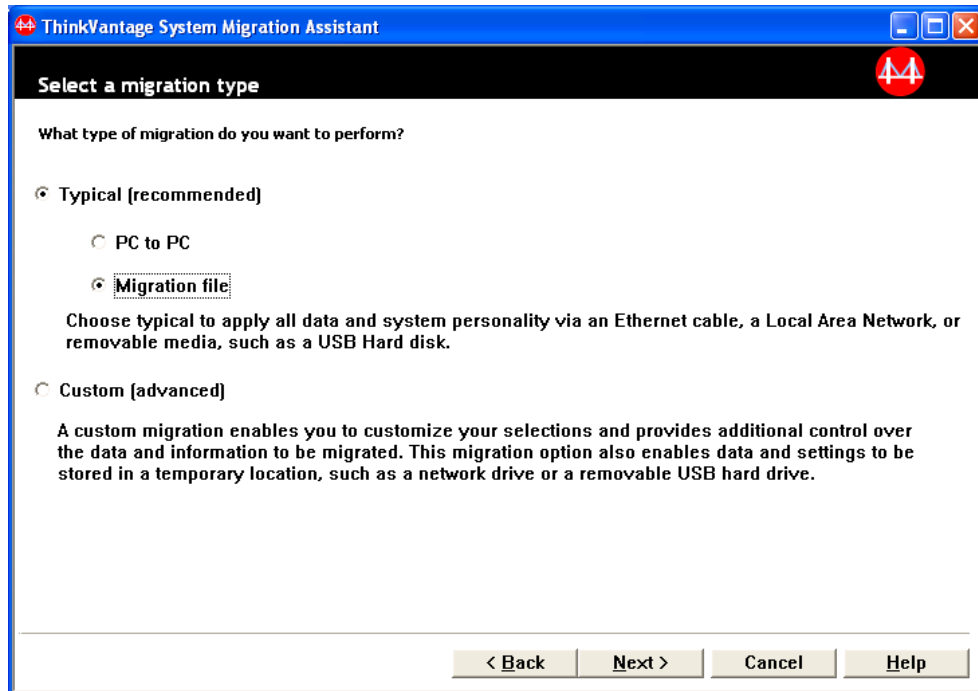 ThinkVantage System Migration Assistant
Select a migration type
What type of migration do you want to perform?
Typical (recommended)
PC to PC
Migration file
Choose typical to apply all data and system personality via an Ethernet cable, a Local Area Network, or
removable media, such as a USB Hard disk.
Custom (advanced)
A custom migration enables you to customize your selections and provides additional control over
the data and information to be migrated. This migration option also enables data and settings to be
stored in a temporary location, such as a network drive or a removable USB hard drive.
< Back Next > Cancel Help